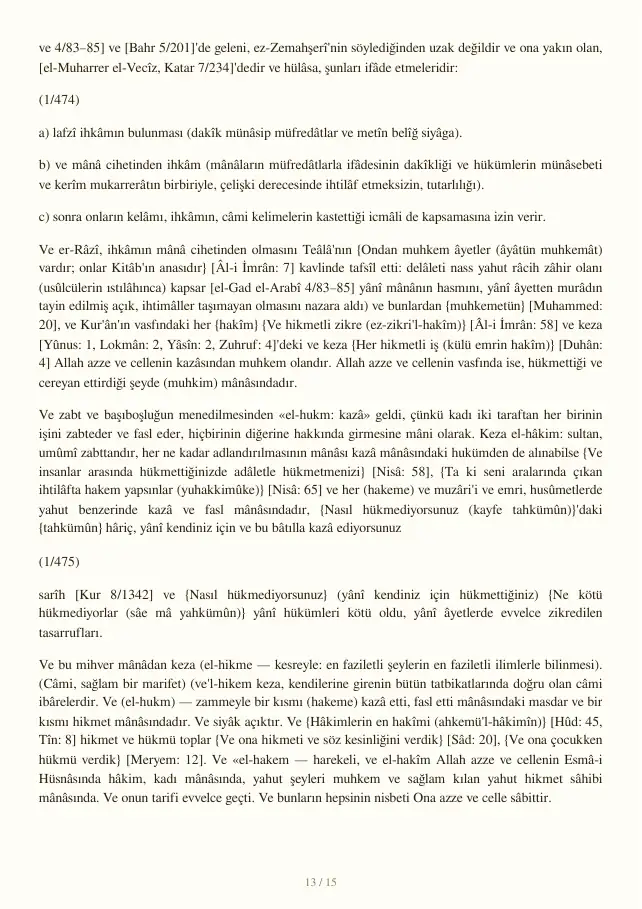 ve 4/83–85] ve [Bahr 5/201]'de geleni, ez-Zemahşerî'nin söylediğinden uzak değildir ve ona yakın olan,
[el-Muharrer el-Vecîz, Katar 7/234]'dedir ve hülâsa, şunları ifâde etmeleridir:
(1/474)
a) lafzî ihkâmın bulunması (dakîk münâsip müfredâtlar ve metîn belîğ siyâga).
b) ve mânâ cihetinden ihkâm (mânâların müfredâtlarla ifâdesinin dakîkliği ve hükümlerin münâsebeti
ve kerîm mukarrerâtın birbiriyle, çelişki derecesinde ihtilâf etmeksizin, tutarlılığı).
c) sonra onların kelâmı, ihkâmın, câmi kelimelerin kastettiği icmâli de kapsamasına izin verir.
Ve er-Râzî, ihkâmın mânâ cihetinden olmasını Teâlâ'nın {Ondan muhkem âyetler (âyâtün muhkemât)
vardır; onlar Kitâb'ın anasıdır} [Âl-i İmrân: 7] kavlinde tafsîl etti: delâleti nass yahut râcih zâhir olanı
(usûlcülerin ıstılâhınca) kapsar [el-Gad el-Arabî 4/83–85] yânî mânânın hasmını, yânî âyetten murâdın
tayin edilmiş açık, ihtimâller taşımayan olmasını nazara aldı) ve bunlardan {muhkemetün} [Muhammed:
20], ve Kur'ân'ın vasfındaki her {hakîm} {Ve hikmetli zikre (ez-zikri'l-hakîm)} [Âl-i İmrân: 58] ve keza
[Yûnus: 1, Lokmân: 2, Yâsîn: 2, Zuhruf: 4]'deki ve keza {Her hikmetli iş (külü emrin hakîm)} [Duhân:
4] Allah azze ve cellenin kazâsından muhkem olandır. Allah azze ve cellenin vasfında ise, hükmettiği ve
cereyan ettirdiği şeyde (muhkim) mânâsındadır.
Ve zabt ve başıboşluğun menedilmesinden «el-hukm: kazâ» geldi, çünkü kadı iki taraftan her birinin
işini zabteder ve fasl eder, hiçbirinin diğerine hakkında girmesine mâni olarak. Keza el-hâkim: sultan,
umûmî zabttandır, her ne kadar adlandırılmasının mânâsı kazâ mânâsındaki hukümden de alınabilse {Ve
insanlar arasında hükmettiğinizde adâletle hükmetmenizi} [Nisâ: 58], {Ta ki seni aralarında çıkan
ihtilâfta hakem yapsınlar (yuhakkimûke)} [Nisâ: 65] ve her (hakeme) ve muzâri'i ve emri, husûmetlerde
yahut benzerinde kazâ ve fasl mânâsındadır, {Nasıl hükmediyorsunuz (kayfe tahkümûn)}'daki
{tahkümûn} hâriç, yânî kendiniz için ve bu bâtılla kazâ ediyorsunuz
(1/475)
sarîh [Kur 8/1342] ve {Nasıl hükmediyorsunuz} (yânî kendiniz için hükmettiğiniz) {Ne kötü
hükmediyorlar (sâe mâ yahkümûn)} yânî hükümleri kötü oldu, yânî âyetlerde evvelce zikredilen
tasarrufları.
Ve bu mihver mânâdan keza (el-hikme — kesreyle: en faziletli şeylerin en faziletli ilimlerle bilinmesi).
(Câmi, sağlam bir marifet) (ve'l-hikem keza, kendilerine girenin bütün tatbikatlarında doğru olan câmi
ibârelerdir. Ve (el-hukm) — zammeyle bir kısmı (hakeme) kazâ etti, fasl etti mânâsındaki masdar ve bir
kısmı hikmet mânâsındadır. Ve siyâk açıktır. Ve {Hâkimlerin en hakîmi (ahkemü'l-hâkimîn)} [Hûd: 45,
Tîn: 8] hikmet ve hükmü toplar {Ve ona hikmeti ve söz kesinliğini verdik} [Sâd: 20], {Ve ona çocukken
hükmü verdik} [Meryem: 12]. Ve «el-hakem — harekeli, ve el-hakîm Allah azze ve cellenin Esmâ-i
Hüsnâsında hâkim, kadı mânâsında, yahut şeyleri muhkem ve sağlam kılan yahut hikmet sâhibi
mânâsında. Ve onun tarifi evvelce geçti. Ve bunların hepsinin nisbeti Ona azze ve celle sâbittir.
13 / 15